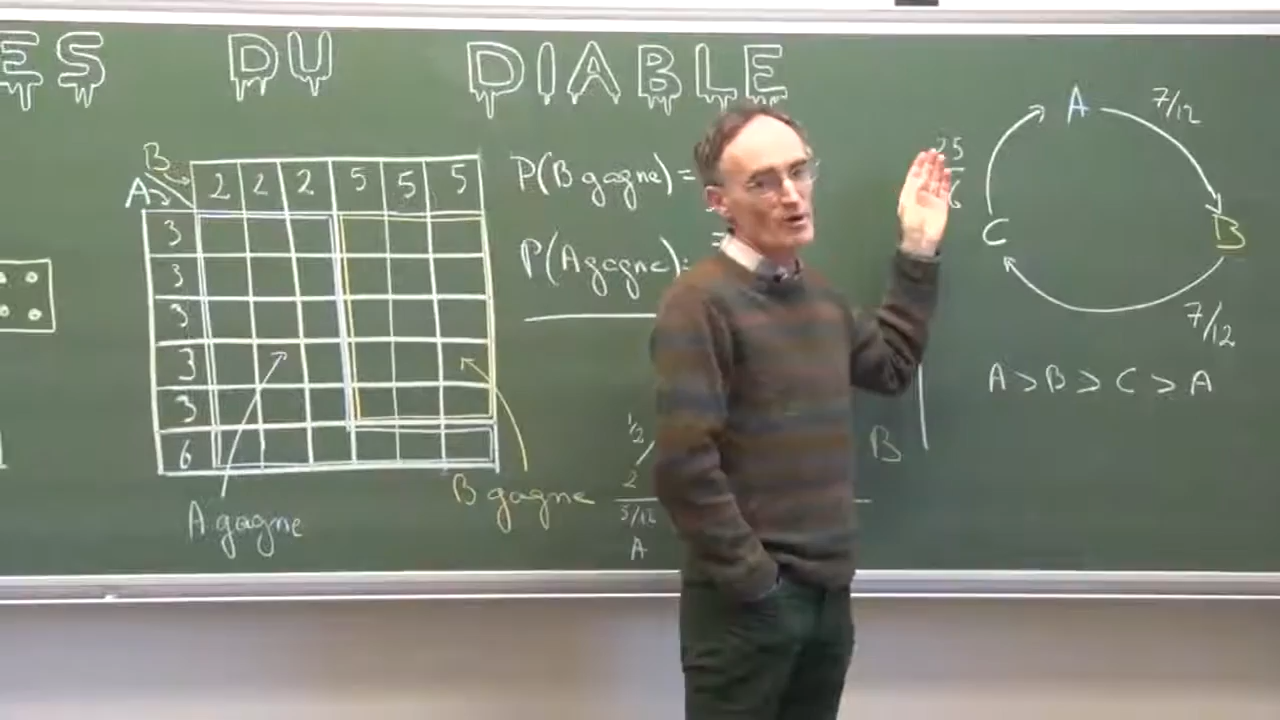 ES DU DIABLE
B
A
2 2 2 5 5 5
3
3
3
3
3
6
A gagne
B gagne
P(B gagne) =
P(A gagne) =
25
6
1/2
2
5/12
A
B
A
7/12
B
7/12
C
A > B > C > A